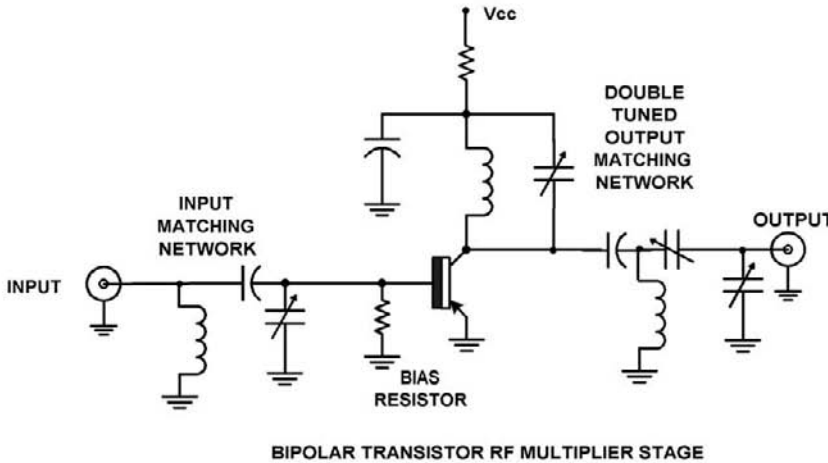 Vcc
DOUBLE
TUNED
OUTPUT
MATCHING
NETWORK
INPUT
MATCHING
NETWORK
OUTPUT
INPUT
BIAS
RESISTOR
BIPOLAR TRANSISTOR RF MULTIPLIER STAGE